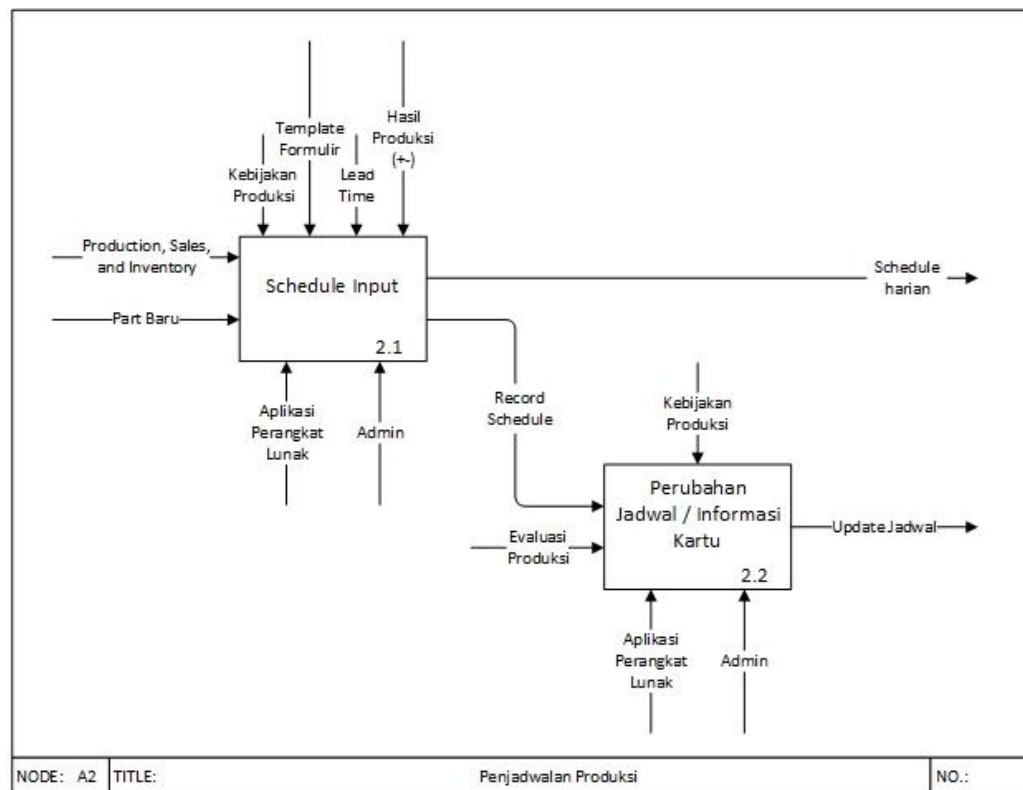 Template
Formulir
Hasil
Produksi
(+-)
Kebijakan
Produksi
Lead
Time
Production, Sales,
and Inventory
Part Baru
Schedule Input
2.1
Schedule
harian
Aplikasi
Perangkat
Lunak
Admin
Record
Schedule
Kebijakan
Produksi
Perubahan
Jadwal / Informasi
Kartu
2.2
Evaluasi
Produksi
Update Jadwal
Aplikasi
Perangkat
Lunak
Admin
NODE: A2 TITLE: Penjadwalan Produksi NO.: